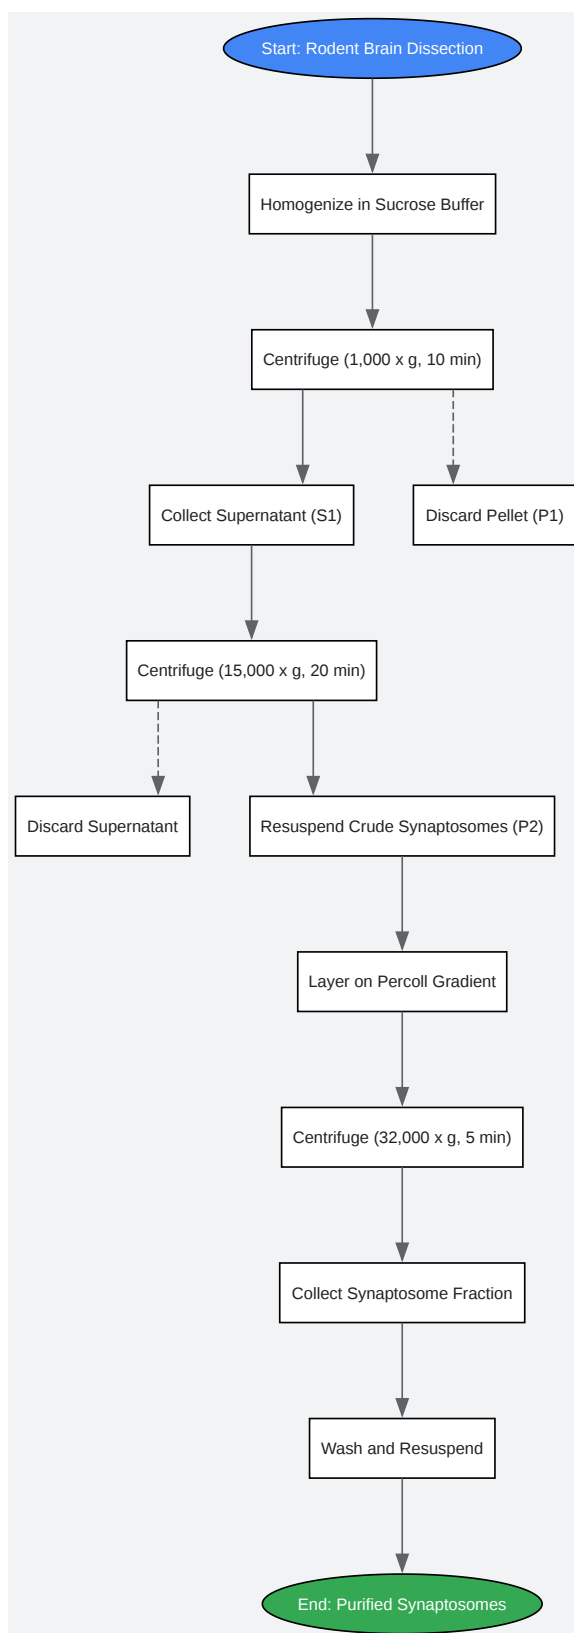 Start: Rodent Brain Dissection
Homogenize in Sucrose Buffer
Centrifuge (1,000 x g, 10 min)
Collect Supernatant (S1)
Discard Pellet (P1)
Centrifuge (15,000 x g, 20 min)
Discard Supernatant
Resuspend Crude Synaptosomes (P2)
Layer on Percoll Gradient
Centrifuge (32,000 x g, 5 min)
Collect Synaptosome Fraction
Wash and Resuspend
End: Purified Synaptosomes